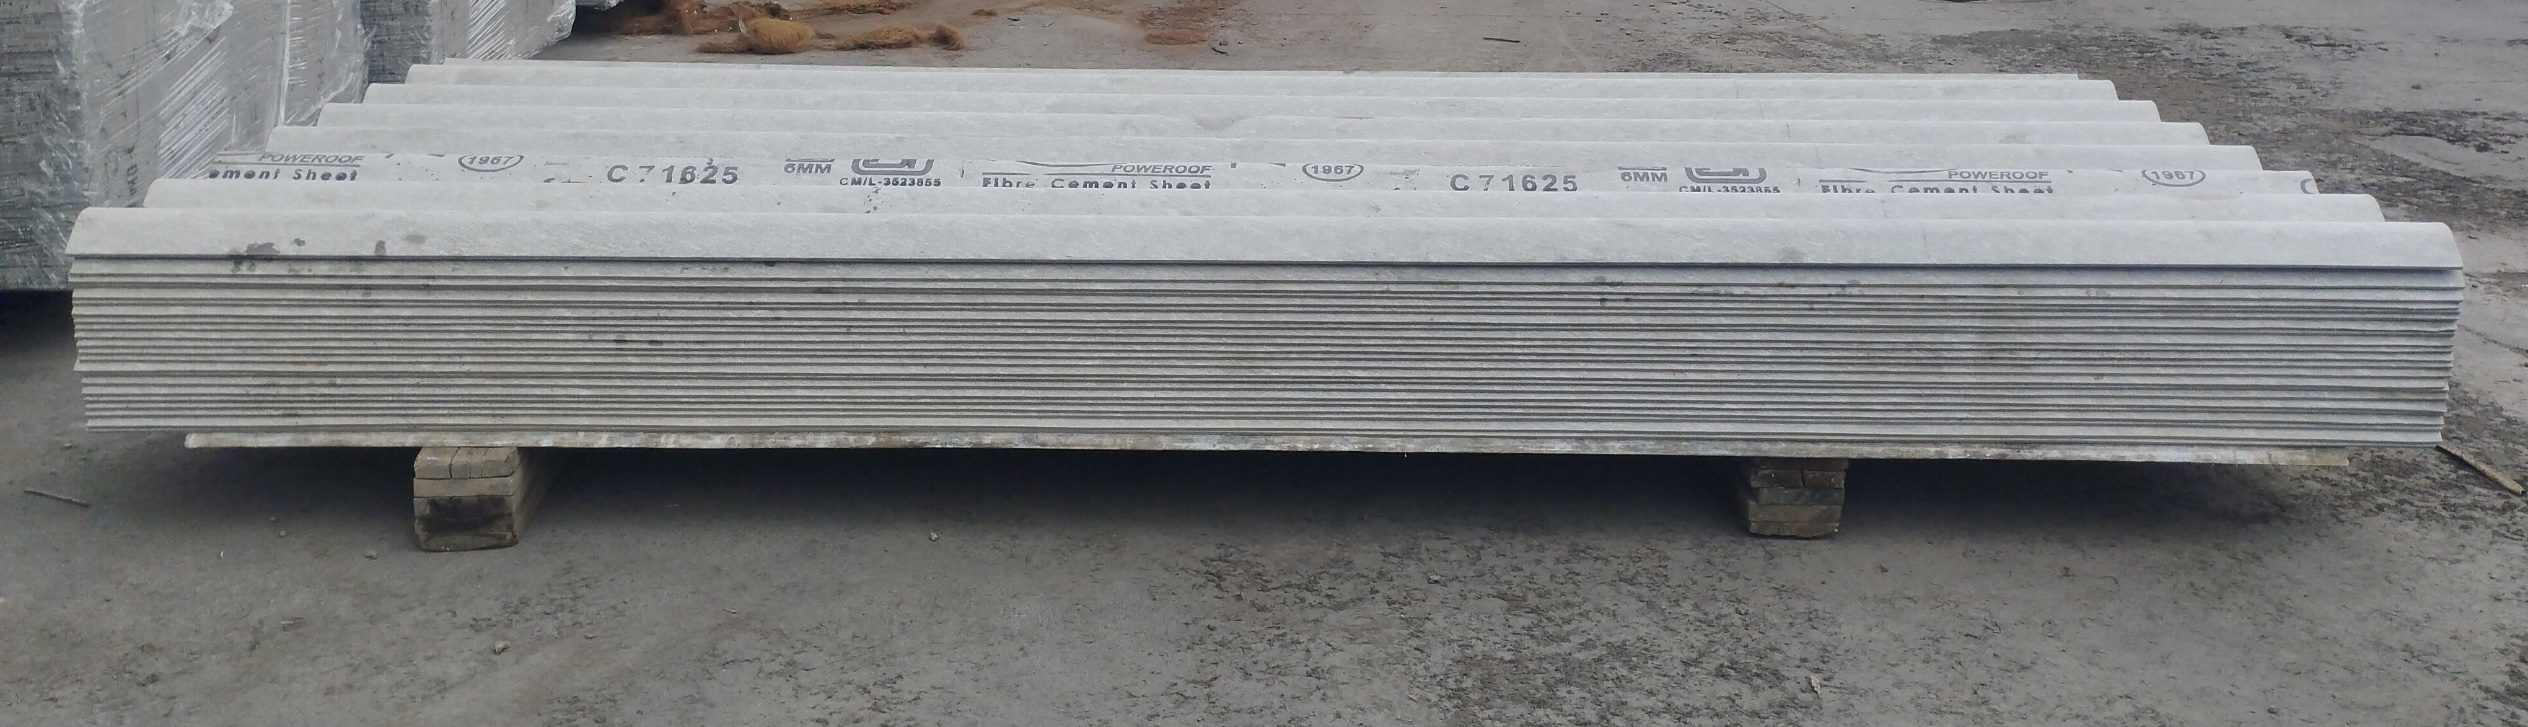 POWEROOF 1967
ement Sheet C71625 6MM CM/L-3523855
POWEROOF 1967
Fibre Cement Sheet C71625 6MM CM/L-3523855
POWEROOF 1967
Fibre Cement Sheet C